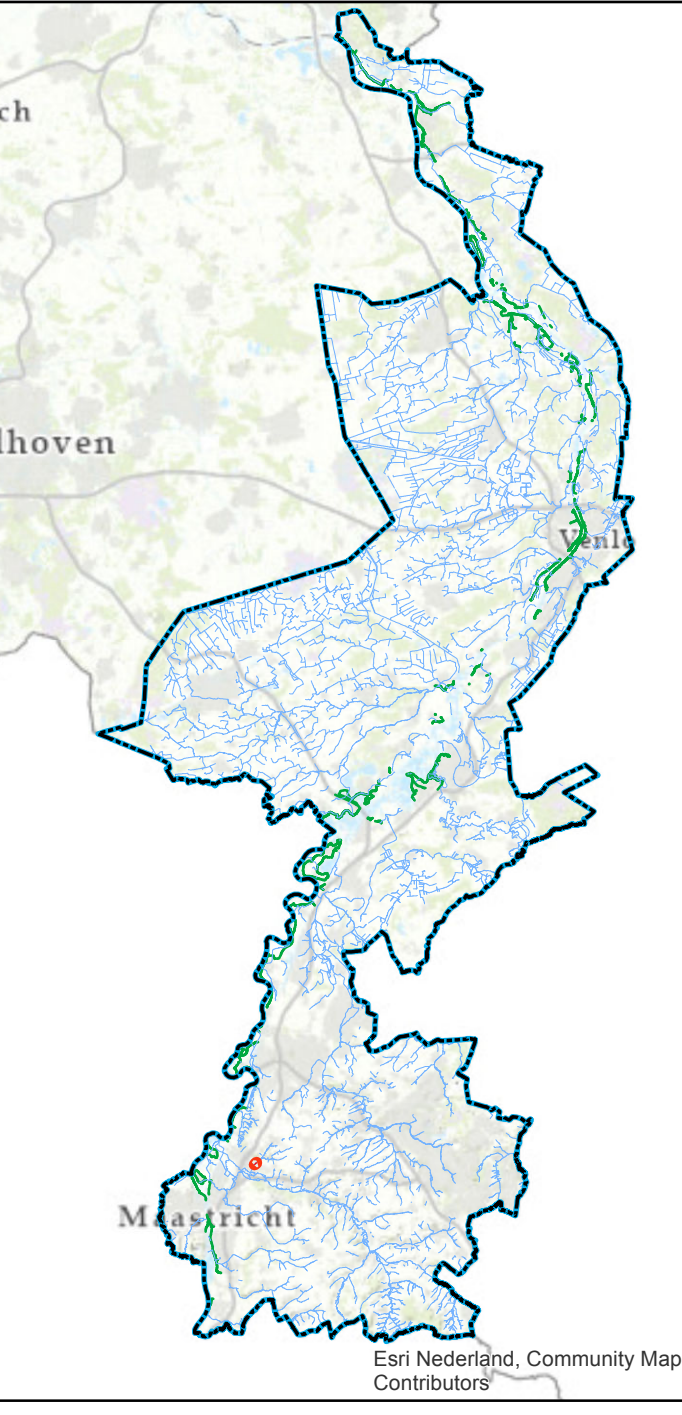 ch
lhoven
Venlo
Maastricht
Esri Nederland, Community Map
Contributors